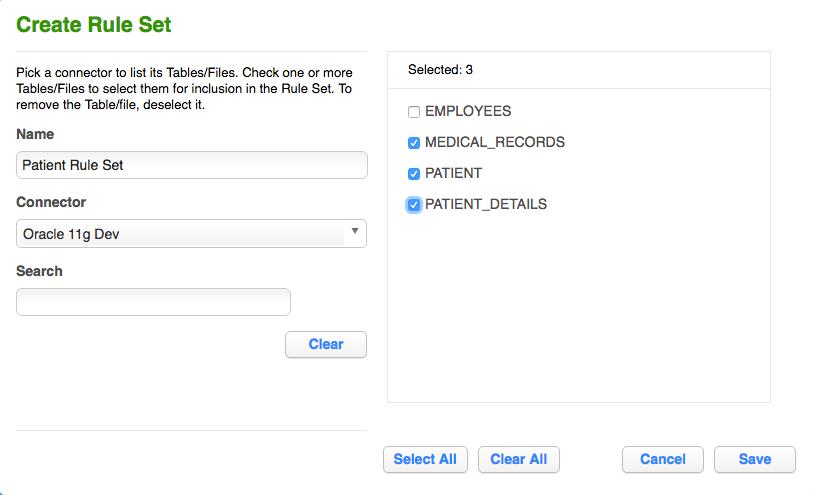 Create Rule Set
Pick a connector to list its Tables/Files. Check one or more
Tables/Files to select them for inclusion in the Rule Set. To
remove the Table/file, deselect it.
Name
Patient Rule Set
Connector
Oracle 11g Dev
Search
Clear
Selected: 3
EMPLOYEES
MEDICAL_RECORDS
PATIENT
PATIENT_DETAILS
Select All
Clear All
Cancel
Save